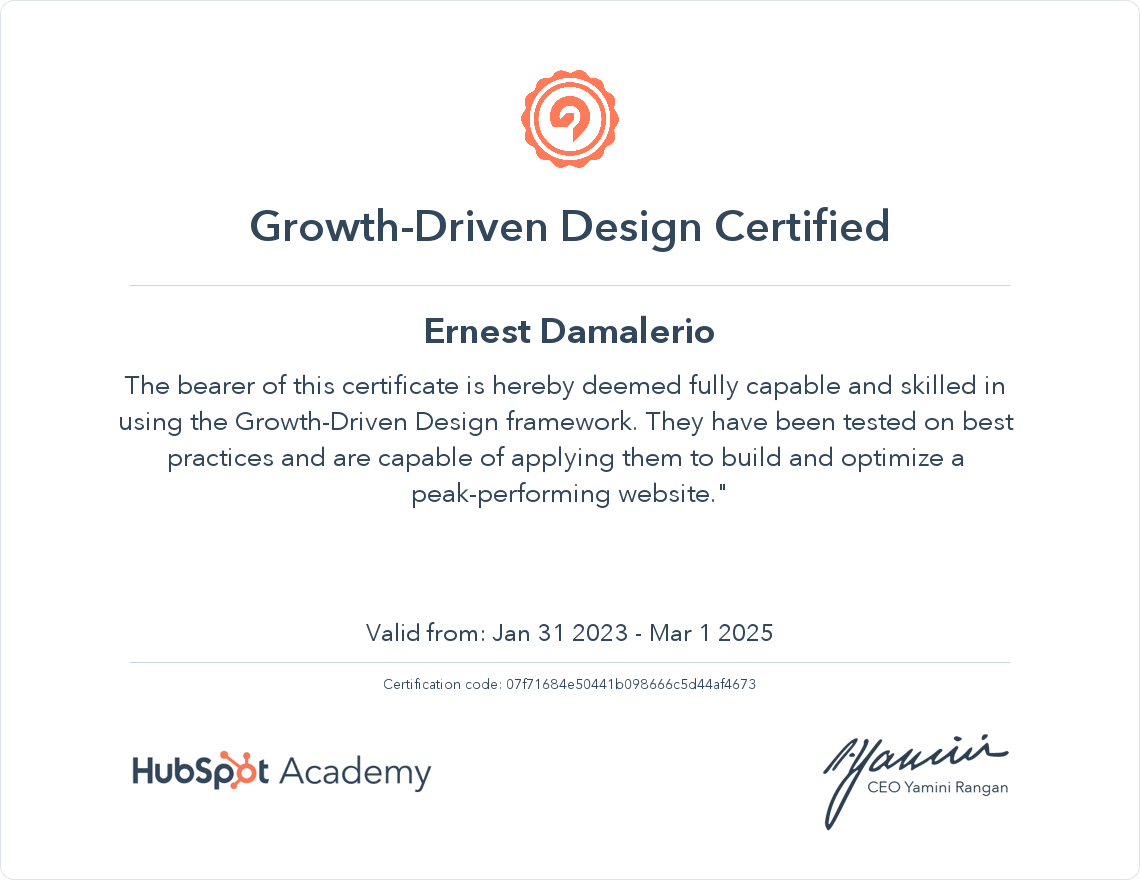 Growth-Driven Design Certified
Ernest Damalerio
The bearer of this certificate is hereby deemed fully capable and skilled in
using the Growth-Driven Design framework. They have been tested on best
practices and are capable of applying them to build and optimize a
peak-performing website."
Valid from: Jan 31 2023 - Mar 1 2025
Certification code: 07f71684e50441b098666c5d44af4673
HubSpot Academy
Yamini
CEO Yamini Rangan